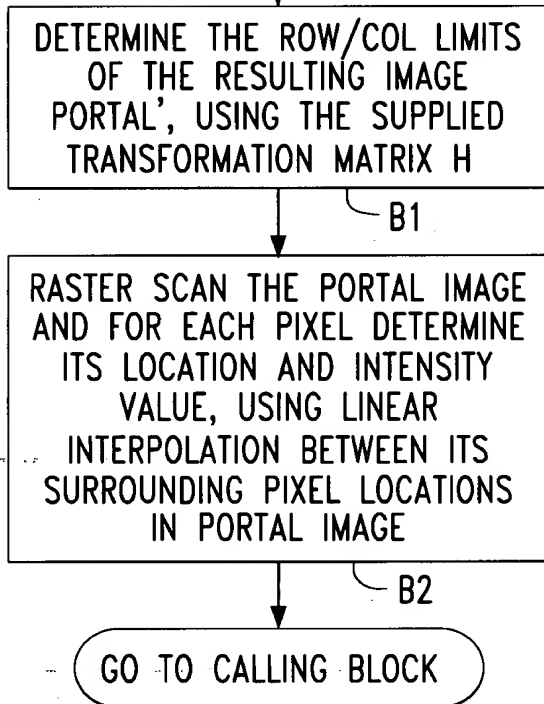 DETERMINE THE ROW/COL LIMITS
OF THE RESULTING IMAGE
PORTAL', USING THE SUPPLIED
TRANSFORMATION MATRIX H
B1
RASTER SCAN THE PORTAL IMAGE
AND FOR EACH PIXEL DETERMINE
ITS LOCATION AND INTENSITY
VALUE, USING LINEAR
INTERPOLATION BETWEEN ITS
SURROUNDING PIXEL LOCATIONS
IN PORTAL IMAGE
B2
GO TO CALLING BLOCK